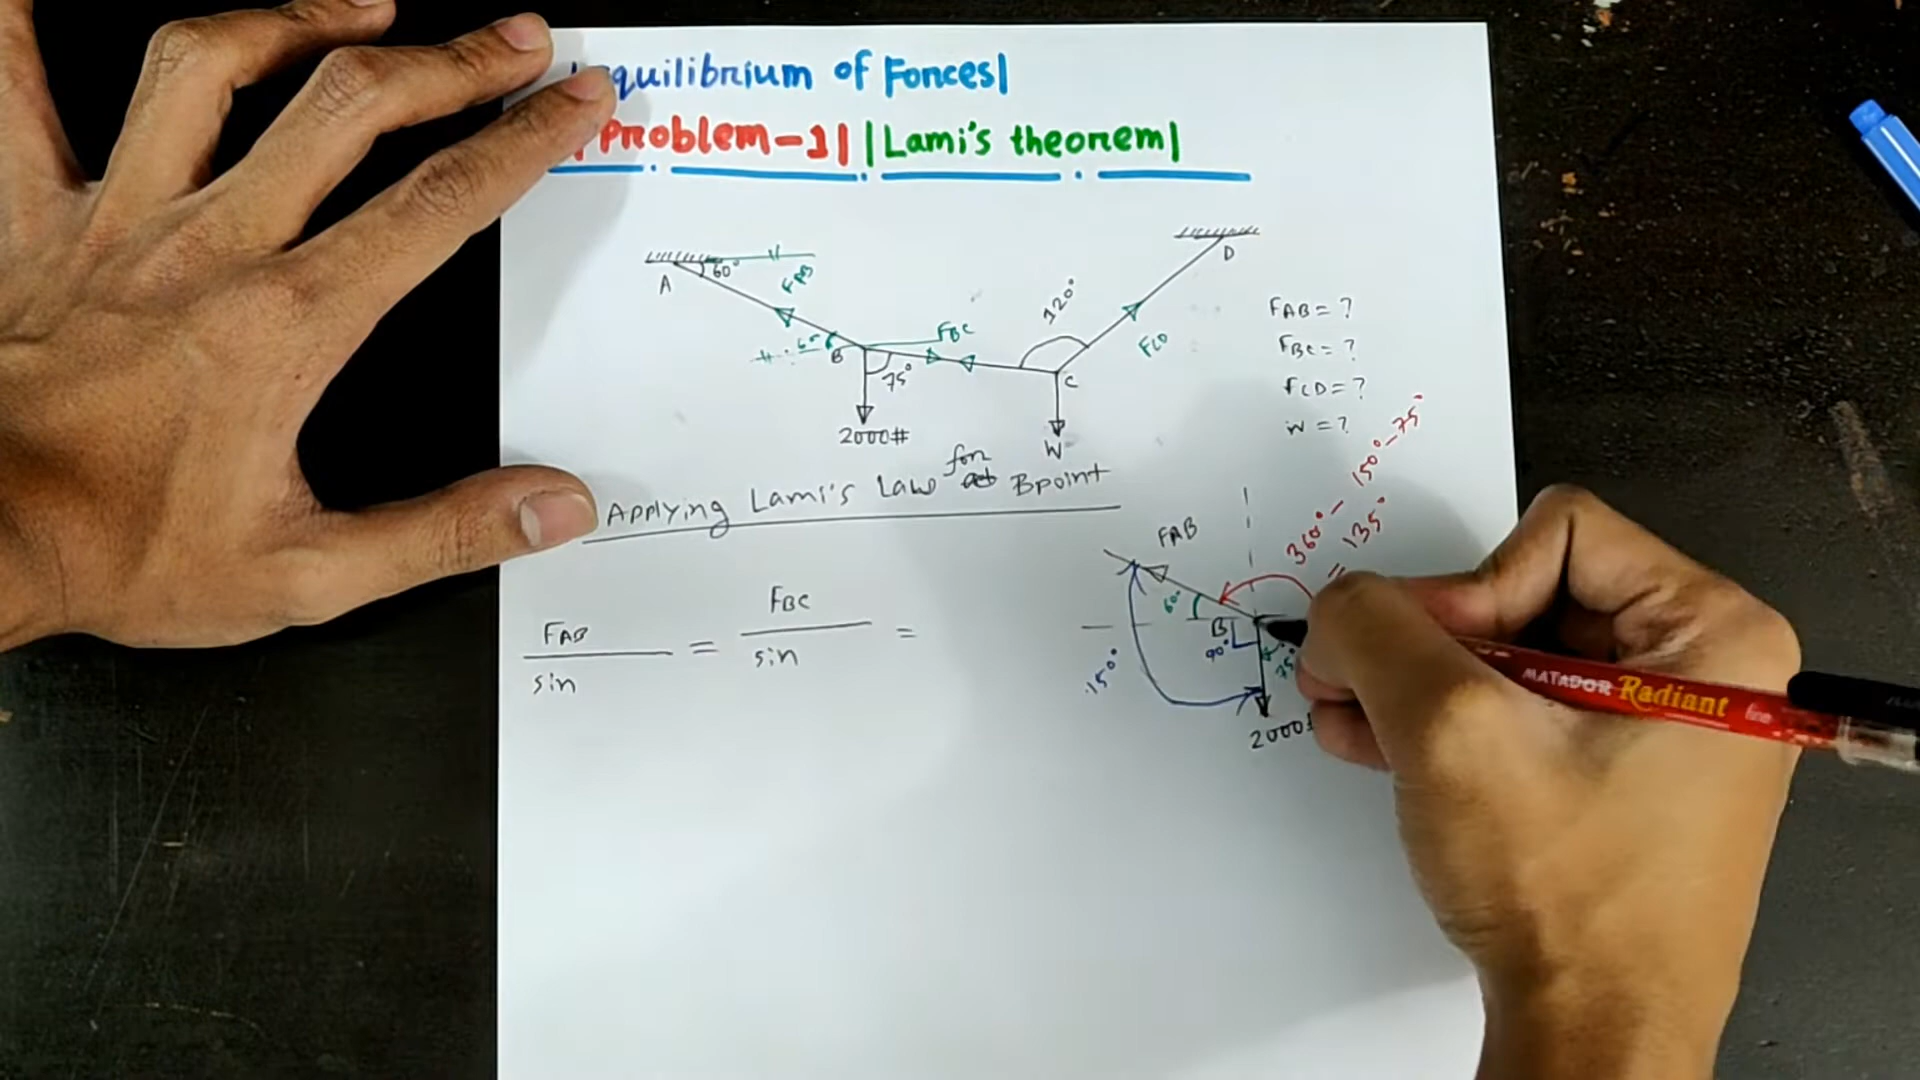 Equilibrium of Forces|
|Problem-1| |Lami's theorem|
A
60°
FAB
D
120°
FAB = ?
60°
B
FBC
75°
C
FCD
FBC = ?
FCD = ?
2000#
W
W = ?
Applying Lami's Law for B point
360° - 150° - 75°
= 135°
FAB
60°
B
90°
75°
150°
2000#
FAB
sin
=
FBC
sin
=
MATADOR Radiant fine